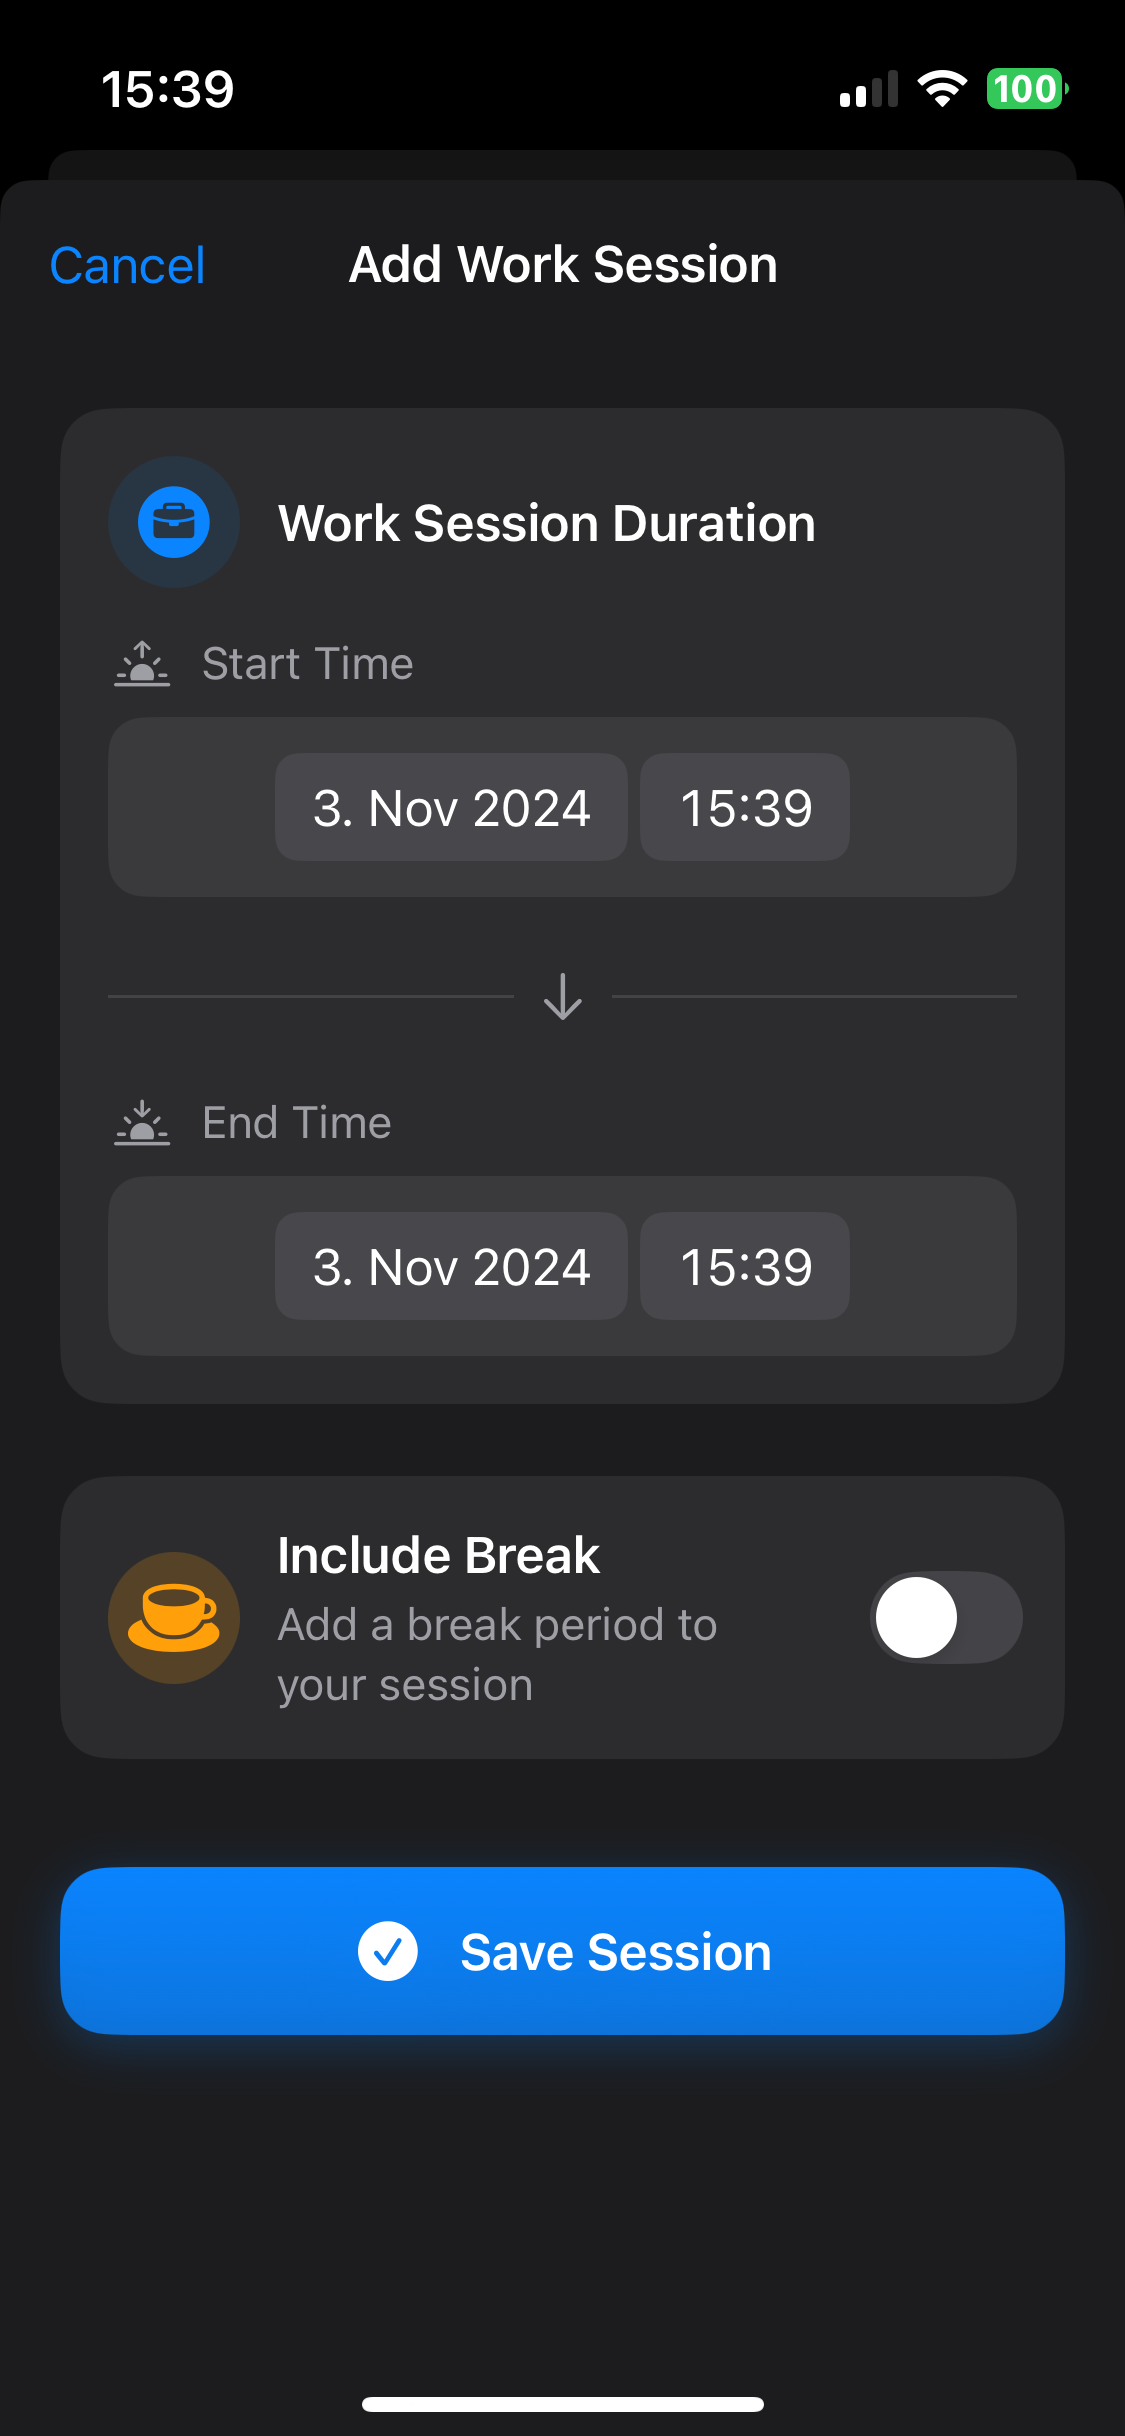 15:39
100
Cancel
Add Work Session
Work Session Duration
Start Time
3. Nov 2024
15:39
End Time
3. Nov 2024
15:39
Include Break
Add a break period to
your session
Save Session